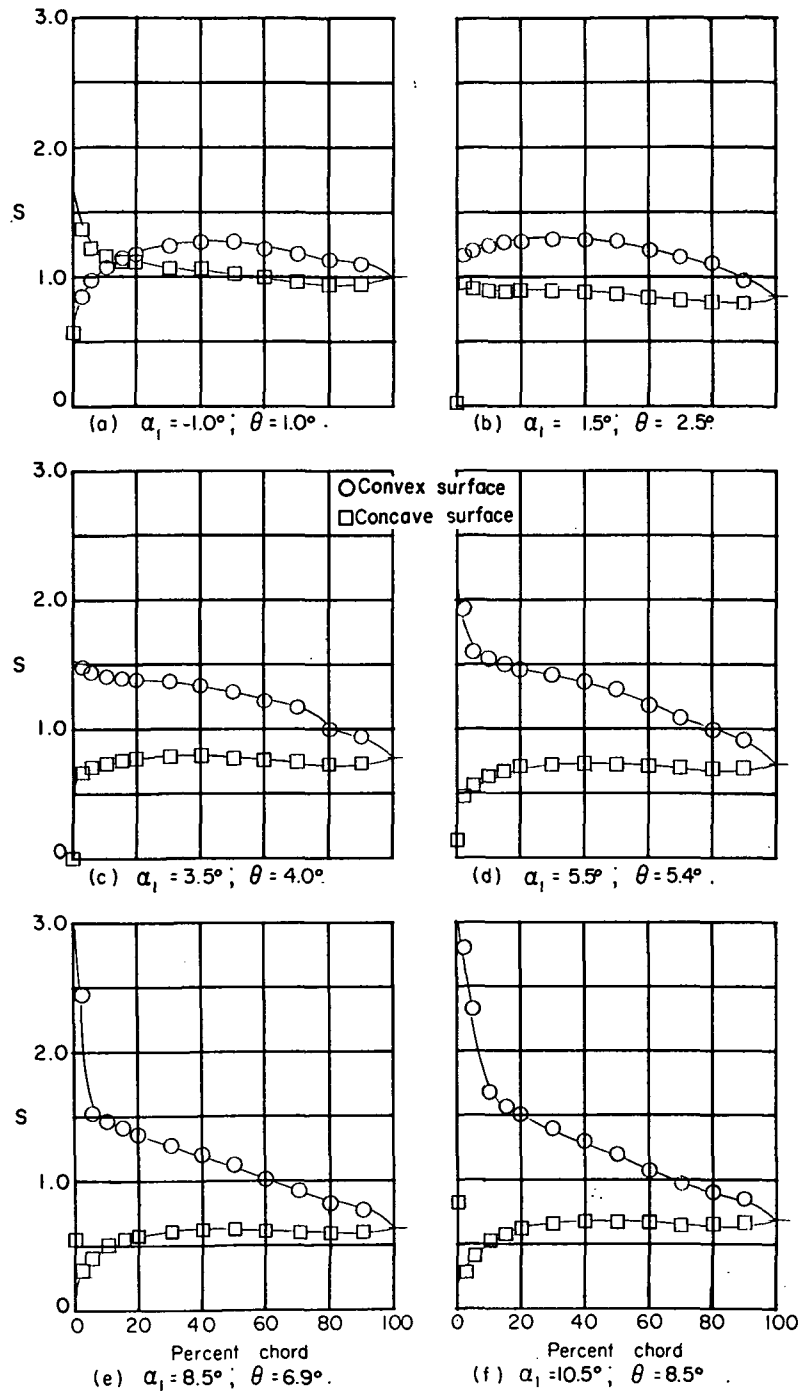 3.0
2.0
S
1.0
0
(a) α₁ = -1.0°; θ = 1.0°.
(b) α₁ = 1.5°; θ = 2.5°.
3.0
○ Convex surface
□ Concave surface
2.0
S
1.0
0
(c) α₁ = 3.5°; θ = 4.0°.
(d) α₁ = 5.5°; θ = 5.4°.
3.0
2.0
S
1.0
0
0 20 40 60 80 100
0 20 40 60 80 100
Percent chord
Percent chord
(e) α₁ = 8.5°; θ = 6.9°.
(f) α₁ = 10.5°; θ = 8.5°.